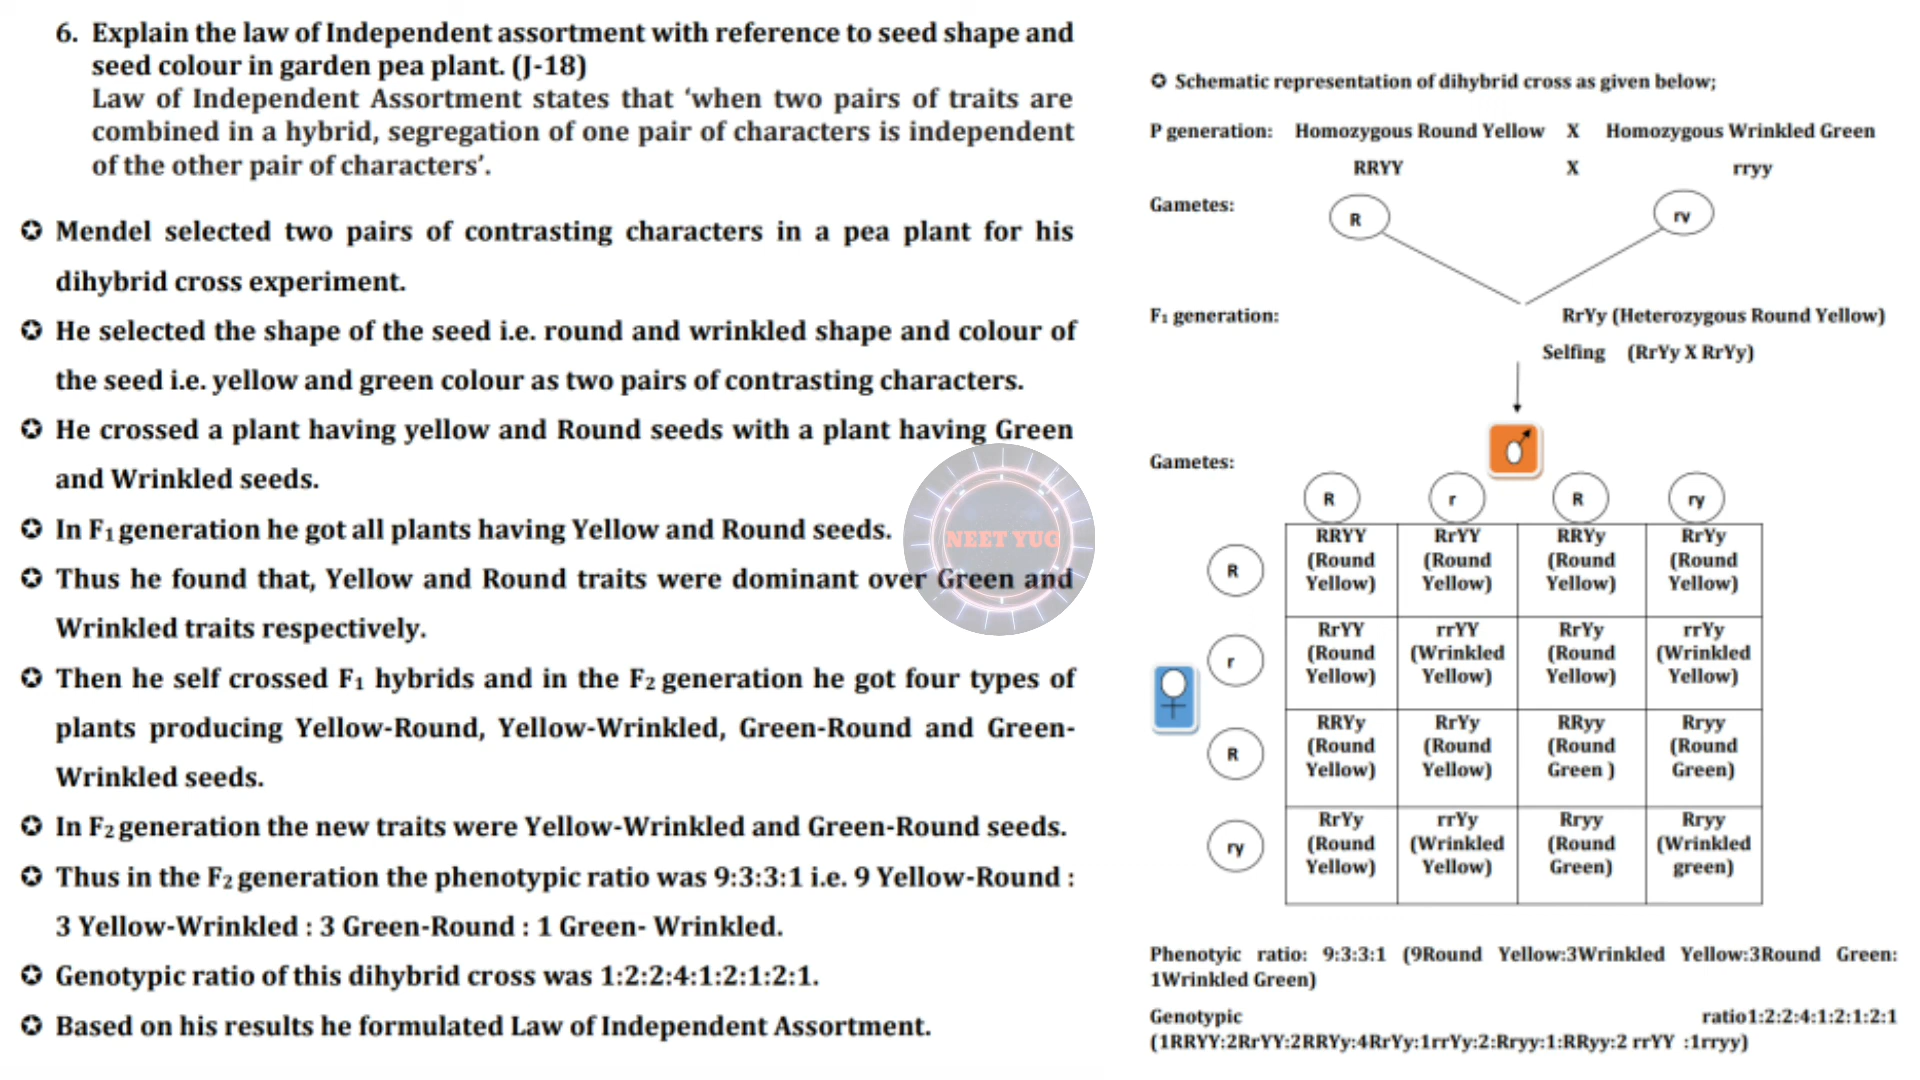 6. Explain the law of Independent assortment with reference to seed shape and
seed colour in garden pea plant. (J-18)
Law of Independent Assortment states that ‘when two pairs of traits are
combined in a hybrid, segregation of one pair of characters is independent
of the other pair of characters’.
✪ Mendel selected two pairs of contrasting characters in a pea plant for his
dihybrid cross experiment.
✪ He selected the shape of the seed i.e. round and wrinkled shape and colour of
the seed i.e. yellow and green colour as two pairs of contrasting characters.
✪ He crossed a plant having yellow and Round seeds with a plant having Green
and Wrinkled seeds.
✪ In F₁ generation he got all plants having Yellow and Round seeds.
✪ Thus he found that, Yellow and Round traits were dominant over Green and
Wrinkled traits respectively.
✪ Then he self crossed F₁ hybrids and in the F₂ generation he got four types of
plants producing Yellow-Round, Yellow-Wrinkled, Green-Round and Green-
Wrinkled seeds.
✪ In F₂ generation the new traits were Yellow-Wrinkled and Green-Round seeds.
✪ Thus in the F₂ generation the phenotypic ratio was 9:3:3:1 i.e. 9 Yellow-Round :
3 Yellow-Wrinkled : 3 Green-Round : 1 Green- Wrinkled.
✪ Genotypic ratio of this dihybrid cross was 1:2:2:4:1:2:1:2:1.
✪ Based on his results he formulated Law of Independent Assortment.
NEET YUG
✪ Schematic representation of dihybrid cross as given below;
P generation: Homozygous Round Yellow X Homozygous Wrinkled Green
RRYY X rryy
Gametes:
R rv
F₁ generation: RrYy (Heterozygous Round Yellow)
Selfing (RrYy X RrYy)
Gametes:
R r R ry
R
RRYY RrYY RRYy RrYy
(Round (Round (Round (Round
Yellow) Yellow) Yellow) Yellow)
r
RrYY rrYY RrYy rrYy
(Round (Wrinkled (Round (Wrinkled
Yellow) Yellow) Yellow) Yellow)
R
RRYy RrYy RRyy Rryy
(Round (Round (Round (Round
Yellow) Yellow) Green ) Green)
ry
RrYy rrYy Rryy Rryy
(Round (Wrinkled (Round (Wrinkled
Yellow) Yellow) Green) green)
Phenotyic ratio: 9:3:3:1 (9Round Yellow:3Wrinkled Yellow:3Round Green:
1Wrinkled Green)
Genotypic ratio1:2:2:4:1:2:1:2:1
(1RRYY:2RrYY:2RRYy:4RrYy:1rrYy:2:Rryy:1:RRyy:2 rrYY :1rryy)